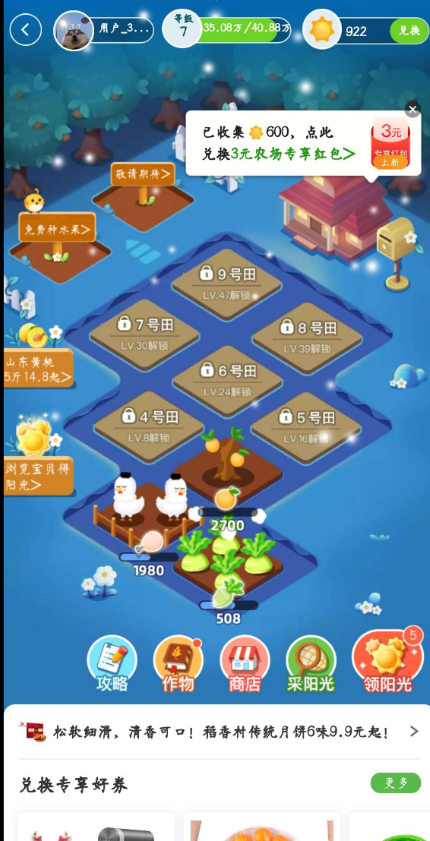 用户_3...
等级
7
35.08万/40.88万
922
兑换
已收集 600，点此
兑换3元农场专享红包>
3元
专享红包
上新
敬请期待>
免费种水果>
9号田
LV.47解锁
7号田
LV.30解锁
8号田
LV.39解锁
6号田
LV.24解锁
4号田
LV.8解锁
5号田
LV.16解锁
山东黄桃
5斤14.8起>
浏览宝贝得
阳光>
2700
1980
508
5
攻略
作物
商店
采阳光
领阳光
松软细滑，清香可口！稻香村传统月饼6味9.9元起！ >
兑换专享好券
更多